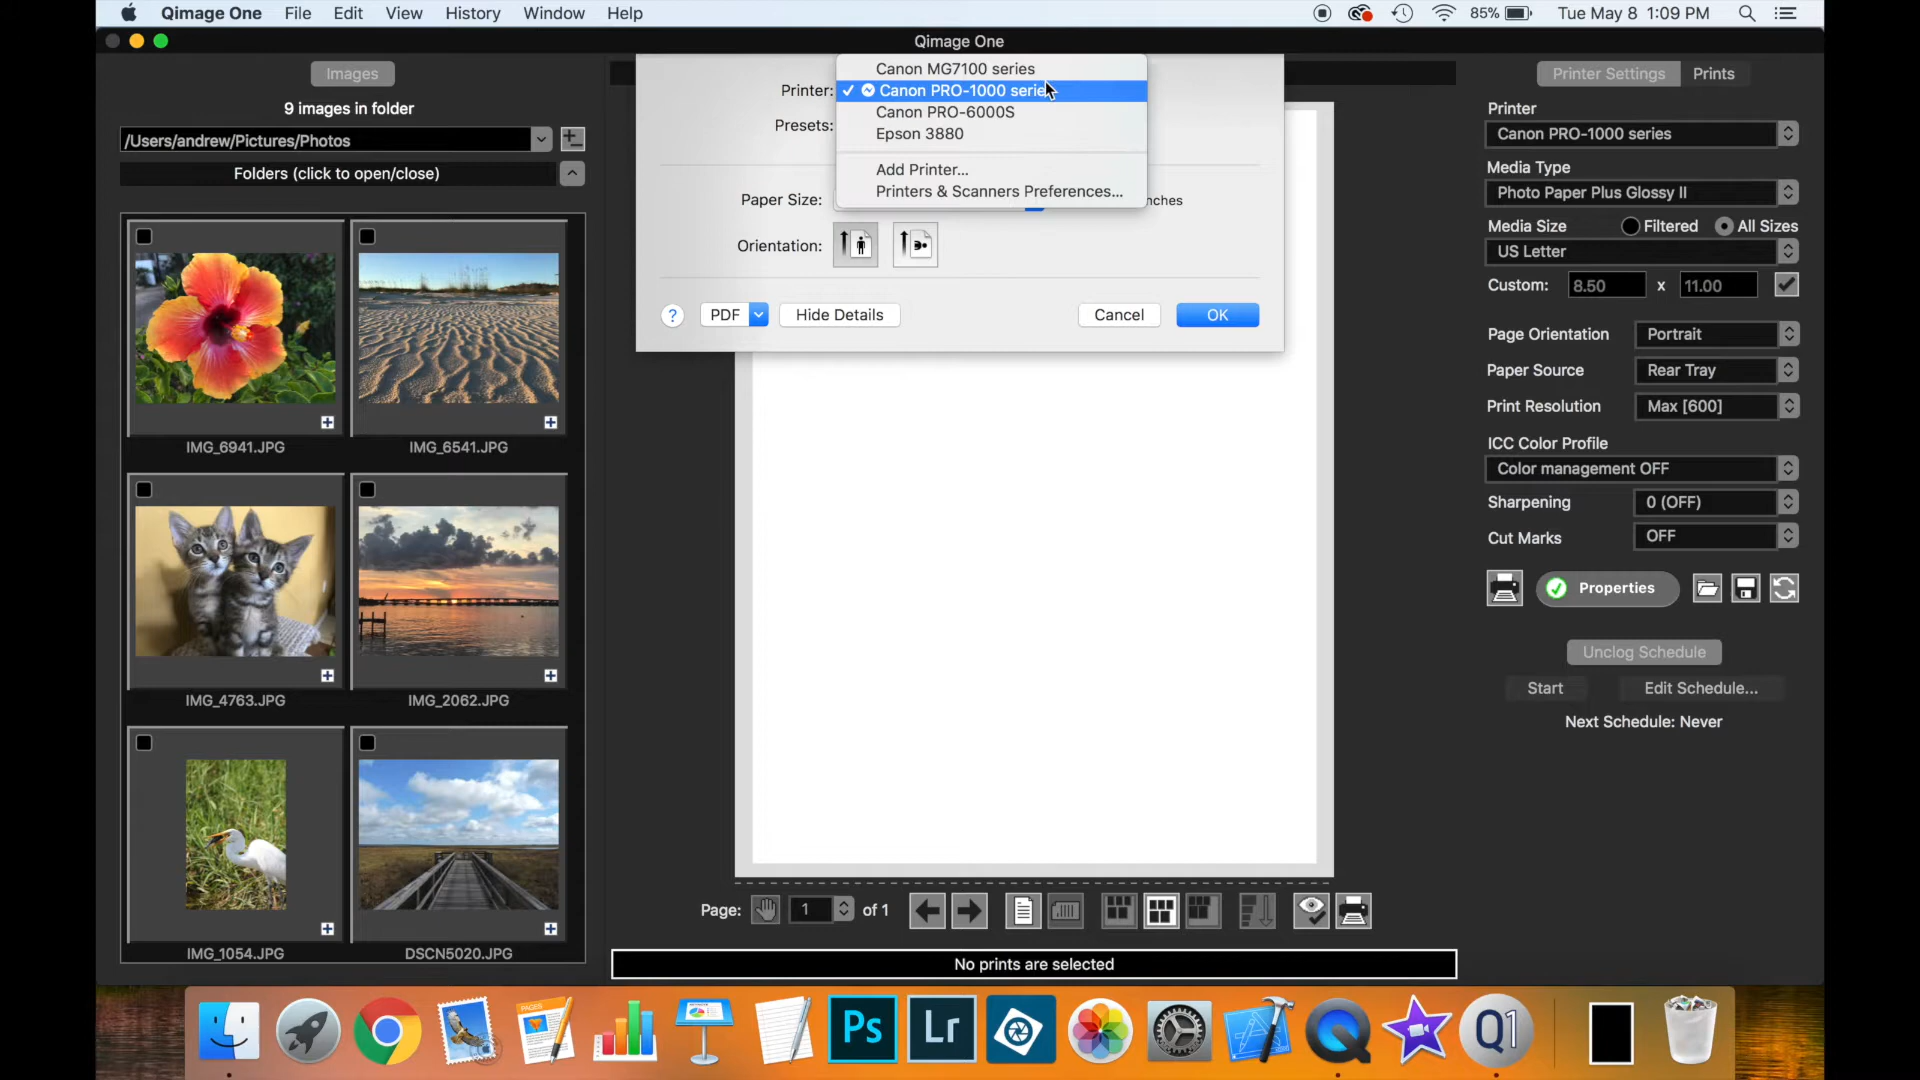 Qimage One File Edit View History Window Help 85% Tue May 8 1:09 PM
Qimage One
Images
9 images in folder
/Users/andrew/Pictures/Photos
Folders (click to open/close)
IMG_6941.JPG IMG_6541.JPG
IMG_4763.JPG IMG_2062.JPG
IMG_1054.JPG DSCN5020.JPG
Printer:
Canon MG7100 series
Canon PRO-1000 series
Canon PRO-6000S
Epson 3880
Add Printer...
Printers & Scanners Preferences...
Presets:
Paper Size:
Orientation:
? PDF Hide Details Cancel OK
Page: 1 of 1
No prints are selected
Printer Settings Prints
Printer
Canon PRO-1000 series
Media Type
Photo Paper Plus Glossy II
Media Size Filtered All Sizes
US Letter
Custom: 8.50 x 11.00
Page Orientation Portrait
Paper Source Rear Tray
Print Resolution Max [600]
ICC Color Profile
Color management OFF
Sharpening 0 (OFF)
Cut Marks OFF
Properties
Unclog Schedule
Start Edit Schedule...
Next Schedule: Never
PAGES
Ps Lr Q1